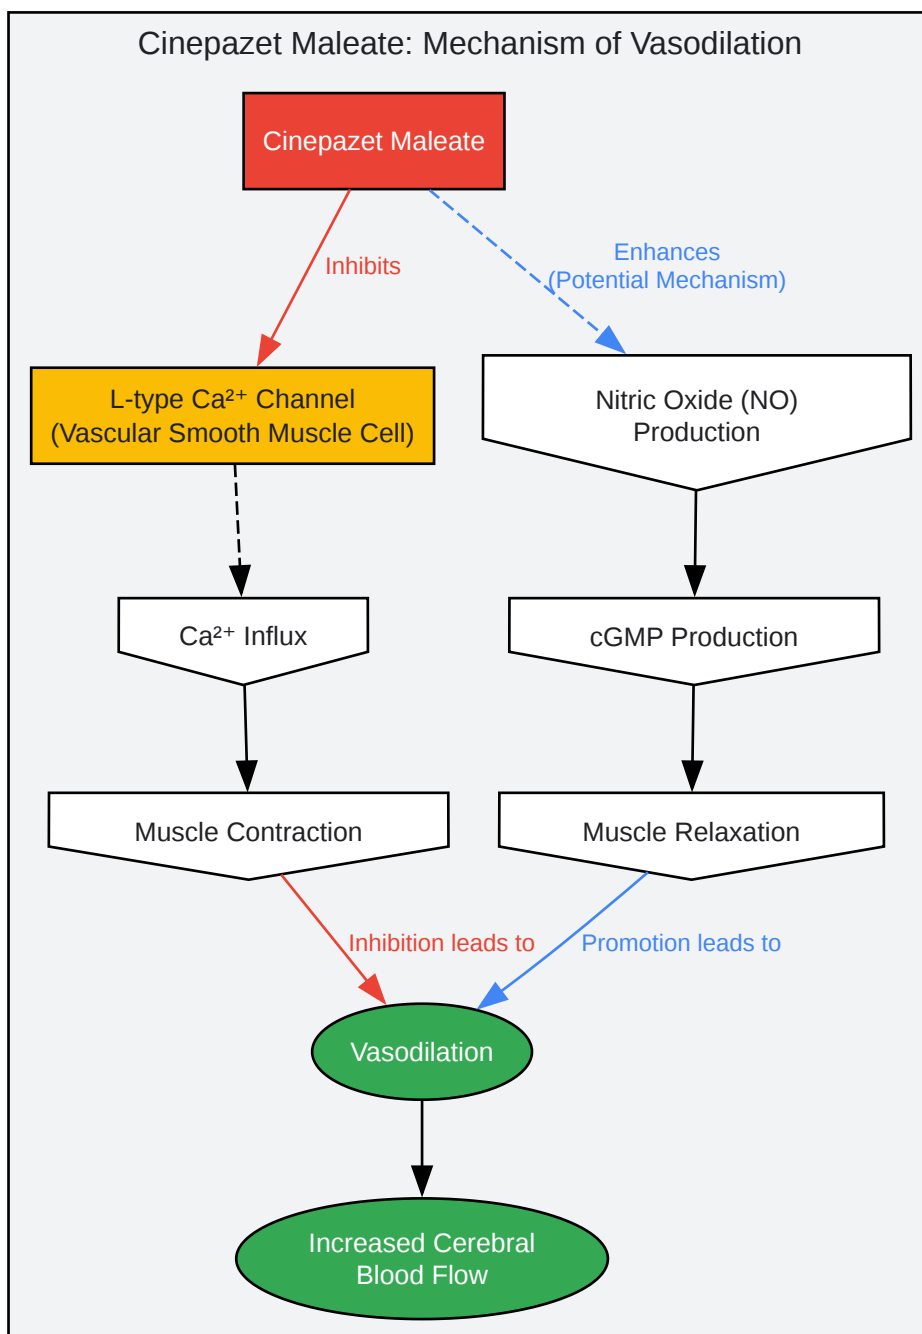 Cinepazet Maleate: Mechanism of Vasodilation
Cinepazet Maleate
Inhibits
Enhances
(Potential Mechanism)
L-type Ca²⁺ Channel
(Vascular Smooth Muscle Cell)
Nitric Oxide (NO)
Production
Ca²⁺ Influx
cGMP Production
Muscle Contraction
Muscle Relaxation
Inhibition leads to
Promotion leads to
Vasodilation
Increased Cerebral
Blood Flow